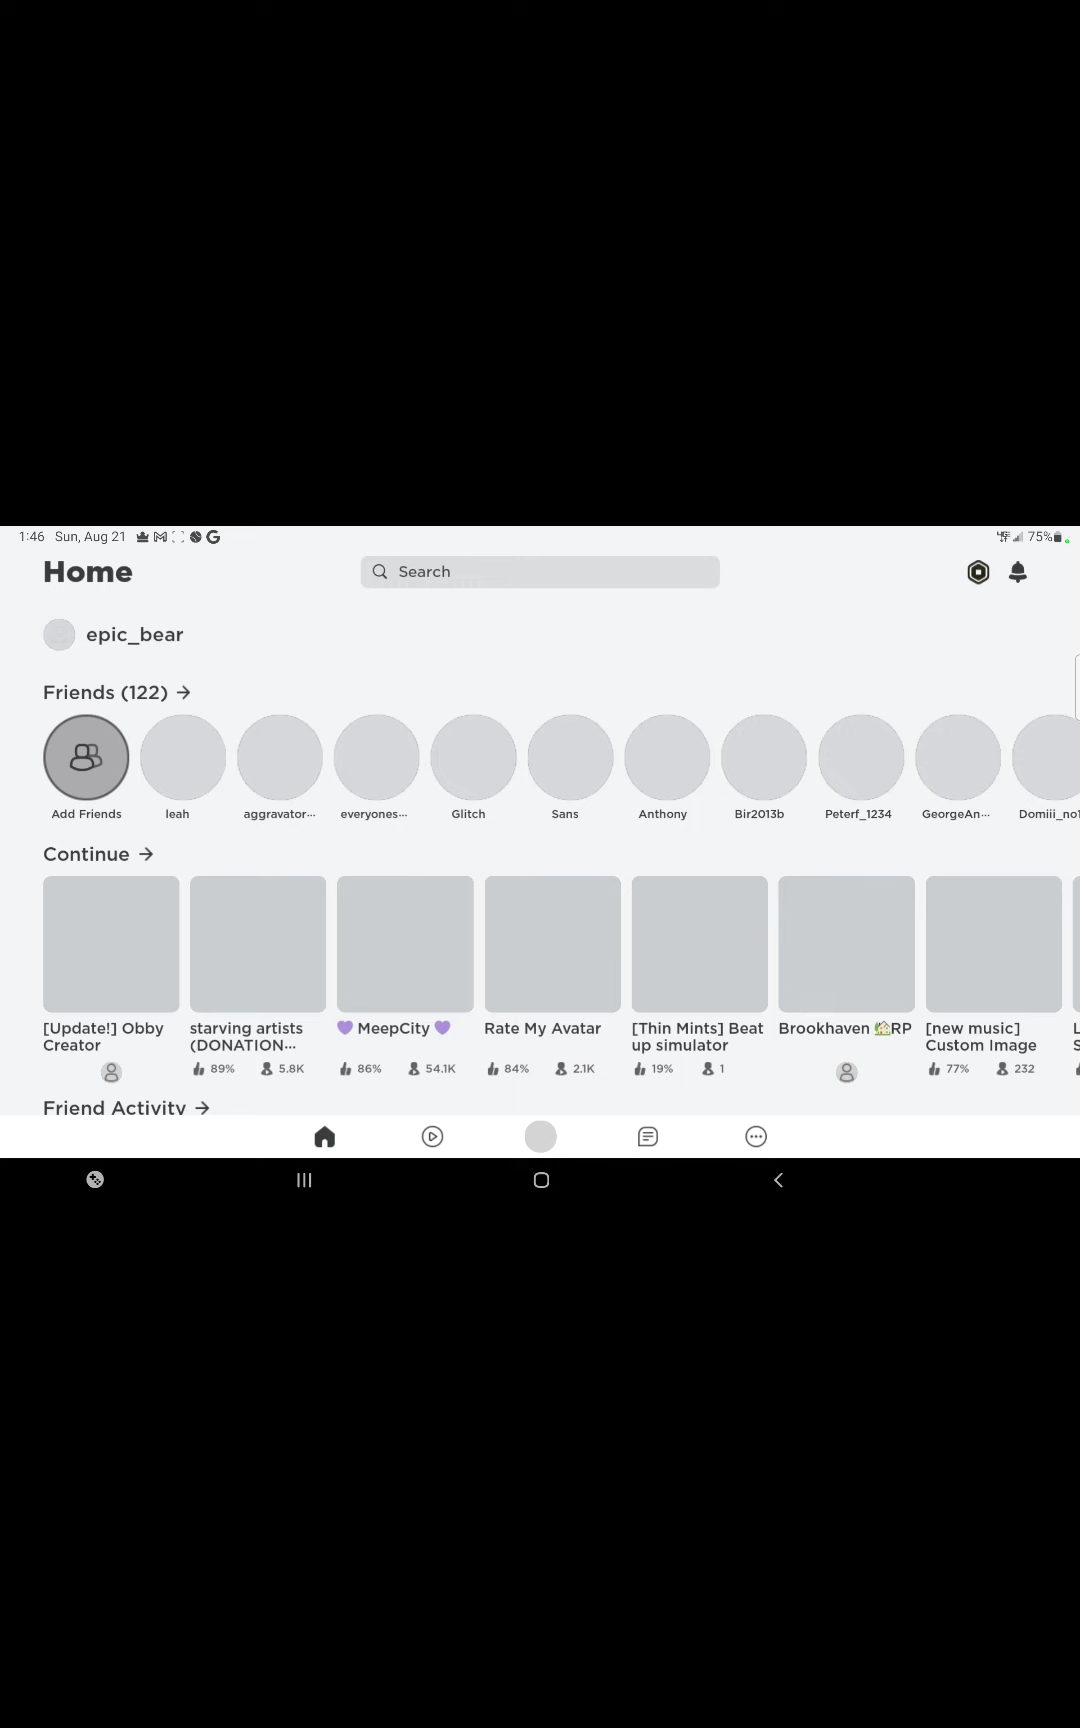 1:46 Sun, Aug 21
75%
Home
Search
epic_bear
Friends (122) →
Add Friends
leah
aggravator...
everyones...
Glitch
Sans
Anthony
Bir2013b
Peterf_1234
GeorgeAn...
Domiii_no1
Continue →
[Update!] Obby
Creator
starving artists
(DONATION...
89% 5.8K
💜 MeepCity 💜
86% 54.1K
Rate My Avatar
84% 2.1K
[Thin Mints] Beat
up simulator
19% 1
Brookhaven 🏡RP
[new music]
Custom Image
77% 232
Friend Activity →